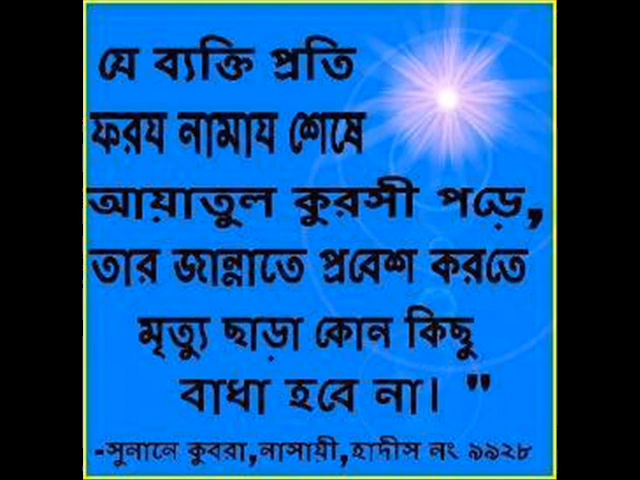 যে ব্যক্তি প্রতি
ফরয নামায শেষে
আয়াতুল কুরসী পড়ে,
তার জান্নাতে প্রবেশ করতে
মৃত্যু ছাড়া কোন কিছু
বাধা হবে না। "
-সুনানে কুবরা,নাসায়ী,হাদীস নং ৯৯২৮